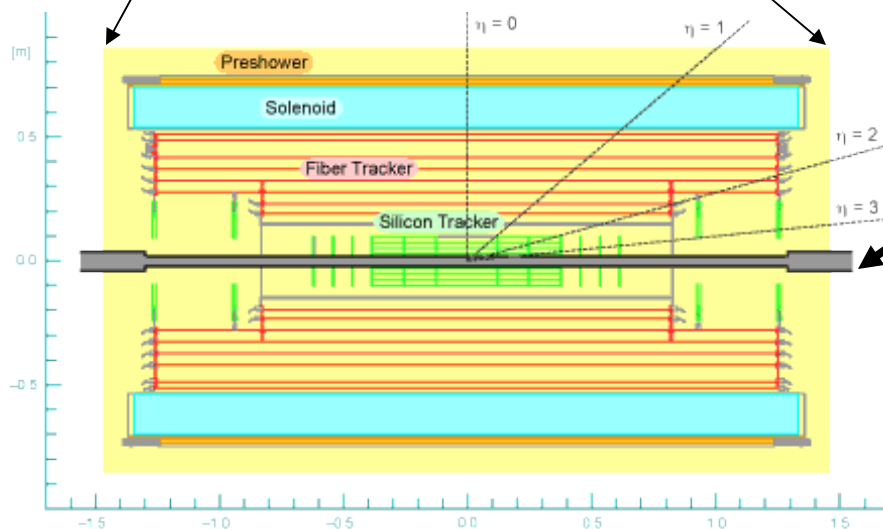 η = 0
η = 1
[m]
Preshower
Solenoid
0.5
η = 2
Fiber Tracker
η = 3
Silicon Tracker
0.0
−0.5
−1.5
−1.0
−0.5
0.0
0.5
1.0
1.5